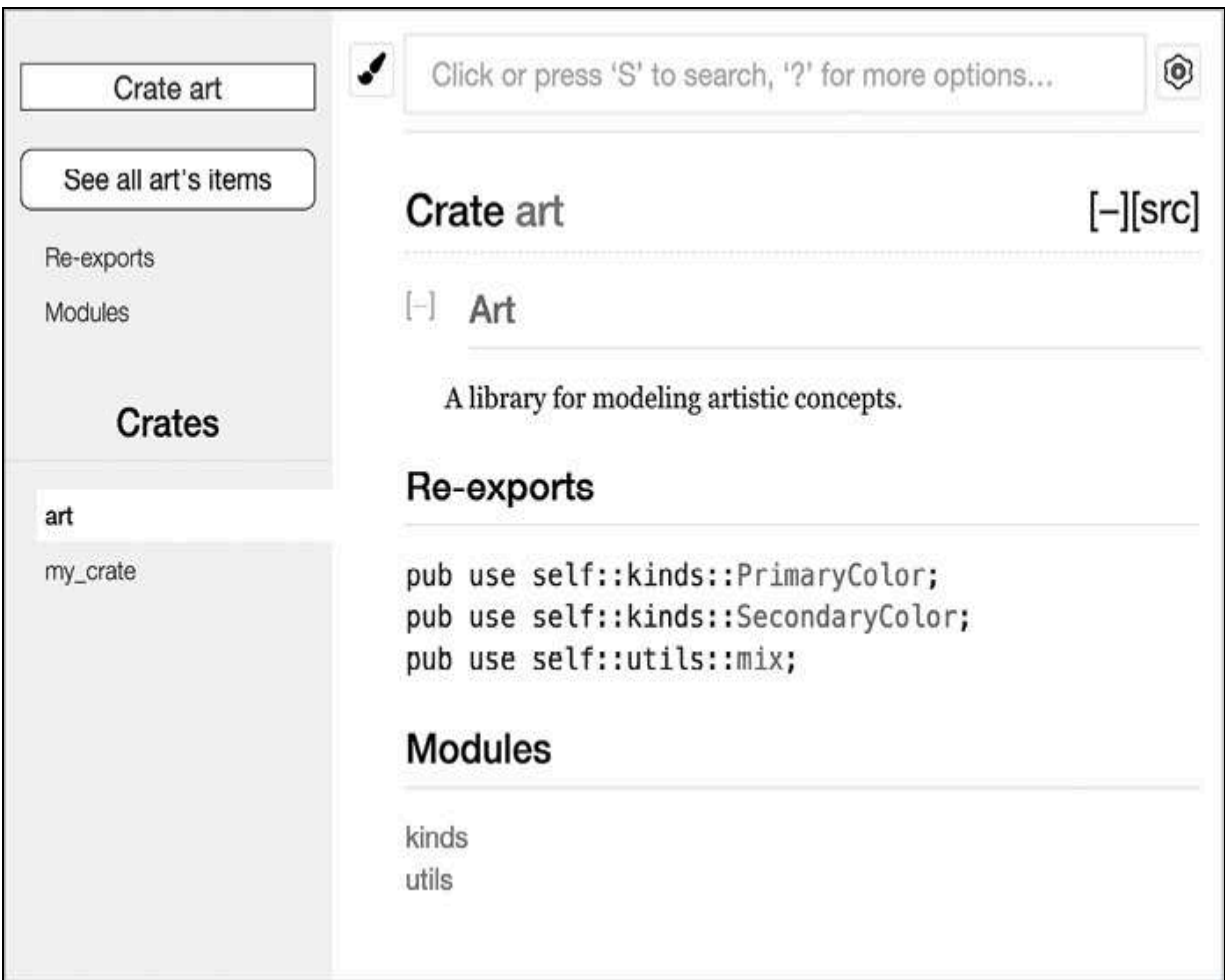 Crate art
See all art's items
Re-exports
Modules
Crates
art
my_crate
Click or press ‘S’ to search, ‘?’ for more options…
Crate art [–][src]
[–] Art
A library for modeling artistic concepts.
Re-exports
pub use self::kinds::PrimaryColor;
pub use self::kinds::SecondaryColor;
pub use self::utils::mix;
Modules
kinds
utils